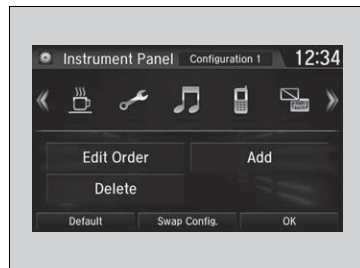 Instrument Panel Configuration 1 12:34
Edit Order Add
Delete
Default Swap Config. OK